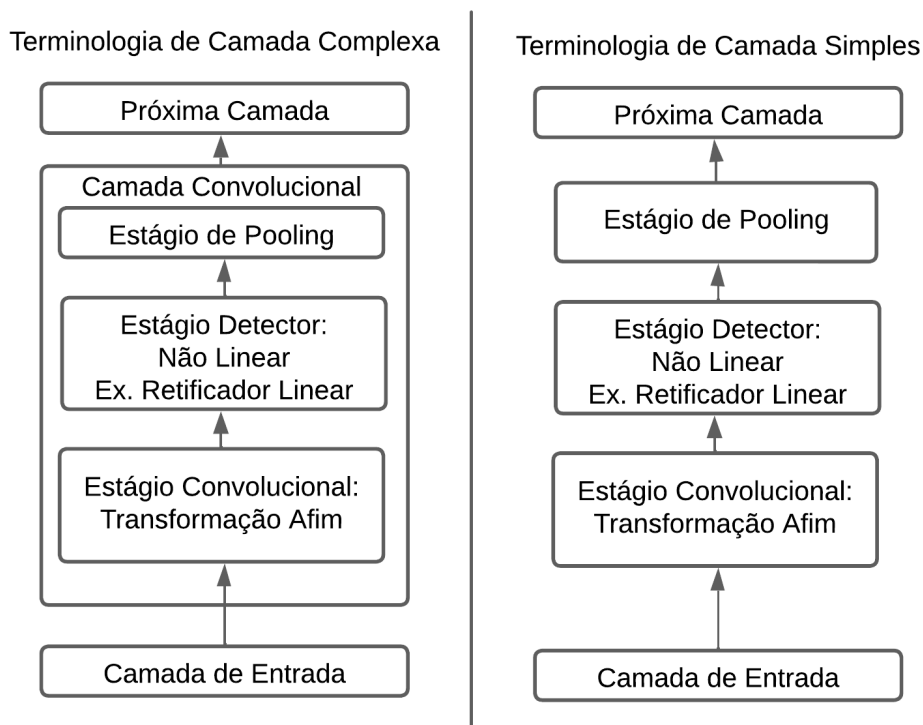 Terminologia de Camada Complexa
Próxima Camada
Camada Convolucional
Estágio de Pooling
Estágio Detector:
Não Linear
Ex. Retificador Linear
Estágio Convolucional:
Transformação Afim
Camada de Entrada
Terminologia de Camada Simples
Próxima Camada
Estágio de Pooling
Estágio Detector:
Não Linear
Ex. Retificador Linear
Estágio Convolucional:
Transformação Afim
Camada de Entrada